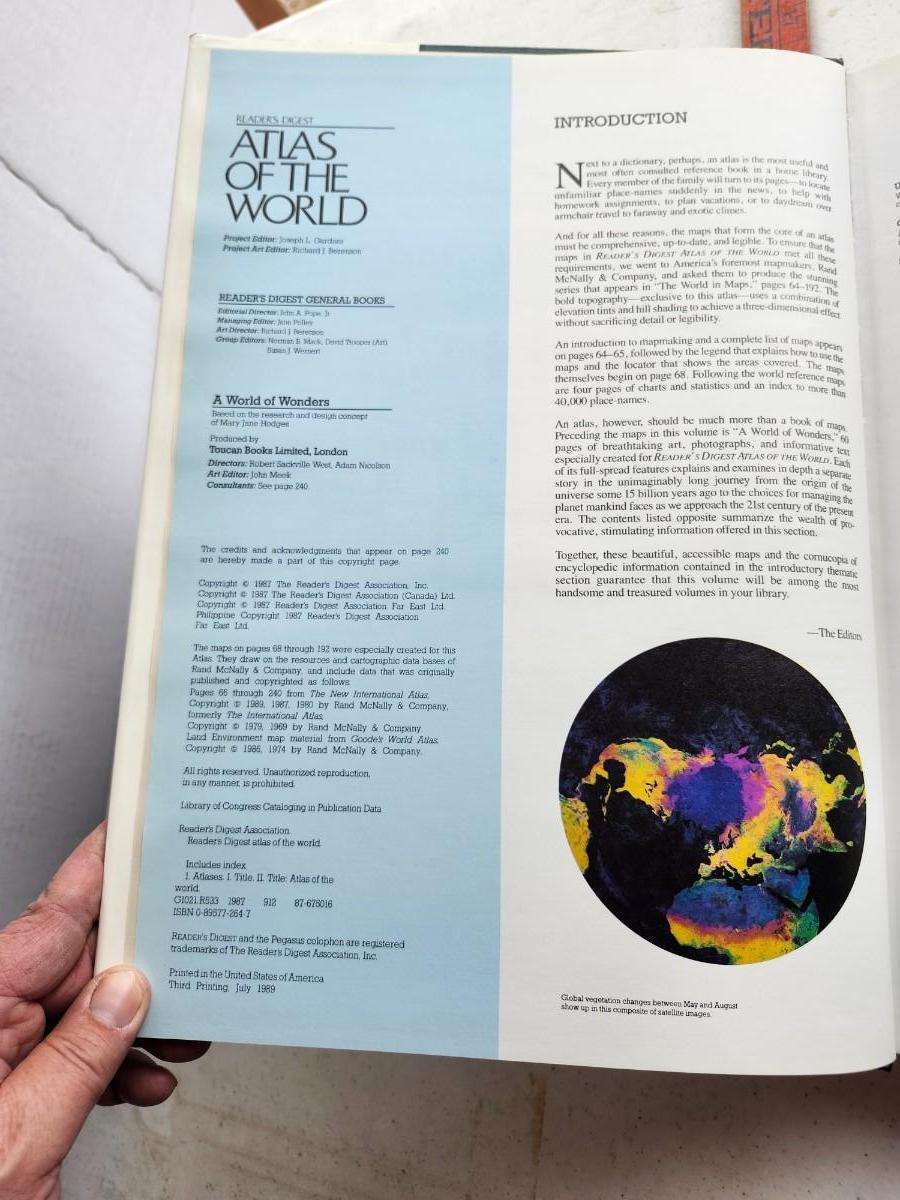 READER'S DIGEST
ATLAS
OF THE
WORLD
Project Editor: Joseph L. Gardner
Project Art Editor: Richard J. Berenson
READER'S DIGEST GENERAL BOOKS
Editorial Director: John A. Pope, Jr.
Managing Editor: Jane Polley
Art Director: Richard J. Berenson
Group Editors: Norman B. Mack, David Trooper (Art),
Susan J. Wernert
A World of Wonders
Based on the research and design concept
of Mary Jane Hodges
Produced by
Toucan Books Limited, London
Directors: Robert Sackville West, Adam Nicolson
Art Editor: John Meek
Consultants: See page 240.
The credits and acknowledgments that appear on page 240
are hereby made a part of this copyright page.
Copyright © 1987 The Reader's Digest Association, Inc.
Copyright © 1987 The Reader's Digest Association (Canada) Ltd.
Copyright © 1987 Reader's Digest Association Far East Ltd.
Philippine Copyright 1987 Reader's Digest Association
Far East Ltd.
The maps on pages 68 through 192 were especially created for this
Atlas. They draw on the resources and cartographic data bases of
Rand McNally & Company, and include data that was originally
published and copyrighted as follows:
Pages 66 through 240 from The New International Atlas,
Copyright © 1989, 1987, 1980 by Rand McNally & Company,
formerly The International Atlas,
Copyright © 1979, 1969 by Rand McNally & Company
Land Environment map material from Goode's World Atlas,
Copyright © 1986, 1974 by Rand McNally & Company.
All rights reserved. Unauthorized reproduction,
in any manner, is prohibited.
Library of Congress Cataloging in Publication Data
Reader's Digest Association.
Reader's Digest atlas of the world.
Includes index.
1. Atlases. I. Title. II. Title: Atlas of the
world.
G1021.R533 1987 912 87-675016
ISBN 0-89577-264-7
READER'S DIGEST and the Pegasus colophon are registered
trademarks of The Reader's Digest Association, Inc.
Printed in the United States of America
Third Printing, July 1989
INTRODUCTION
Next to a dictionary, perhaps, an atlas is the most useful and
most often consulted reference book in a home library.
Every member of the family will turn to its pages—to locate
unfamiliar place-names suddenly in the news, to help with
homework assignments, to plan vacations, or to daydream over
armchair travel to faraway and exotic climes.
And for all these reasons, the maps that form the core of an atlas
must be comprehensive, up-to-date, and legible. To ensure that the
maps in READER'S DIGEST ATLAS OF THE WORLD met all these
requirements, we went to America's foremost mapmakers, Rand
McNally & Company, and asked them to produce the stunning
series that appears in "The World in Maps," pages 64–192. The
bold topography—exclusive to this atlas—uses a combination of
elevation tints and hill shading to achieve a three-dimensional effect
without sacrificing detail or legibility.
An introduction to mapmaking and a complete list of maps appears
on pages 64–65, followed by the legend that explains how to use the
maps and the locator that shows the areas covered. The maps
themselves begin on page 68. Following the world reference maps
are four pages of charts and statistics and an index to more than
40,000 place-names.
An atlas, however, should be much more than a book of maps.
Preceding the maps in this volume is "A World of Wonders," 60
pages of breathtaking art, photographs, and informative text
especially created for READER'S DIGEST ATLAS OF THE WORLD. Each
of its full-spread features explains and examines in depth a separate
story in the unimaginably long journey from the origin of the
universe some 15 billion years ago to the choices for managing the
planet mankind faces as we approach the 21st century of the present
era. The contents listed opposite summarize the wealth of pro-
vocative, stimulating information offered in this section.
Together, these beautiful, accessible maps and the cornucopia of
encyclopedic information contained in the introductory thematic
section guarantee that this volume will be among the most
handsome and treasured volumes in your library.
—The Editors
Global vegetation changes between May and August
show up in this composite of satellite images.